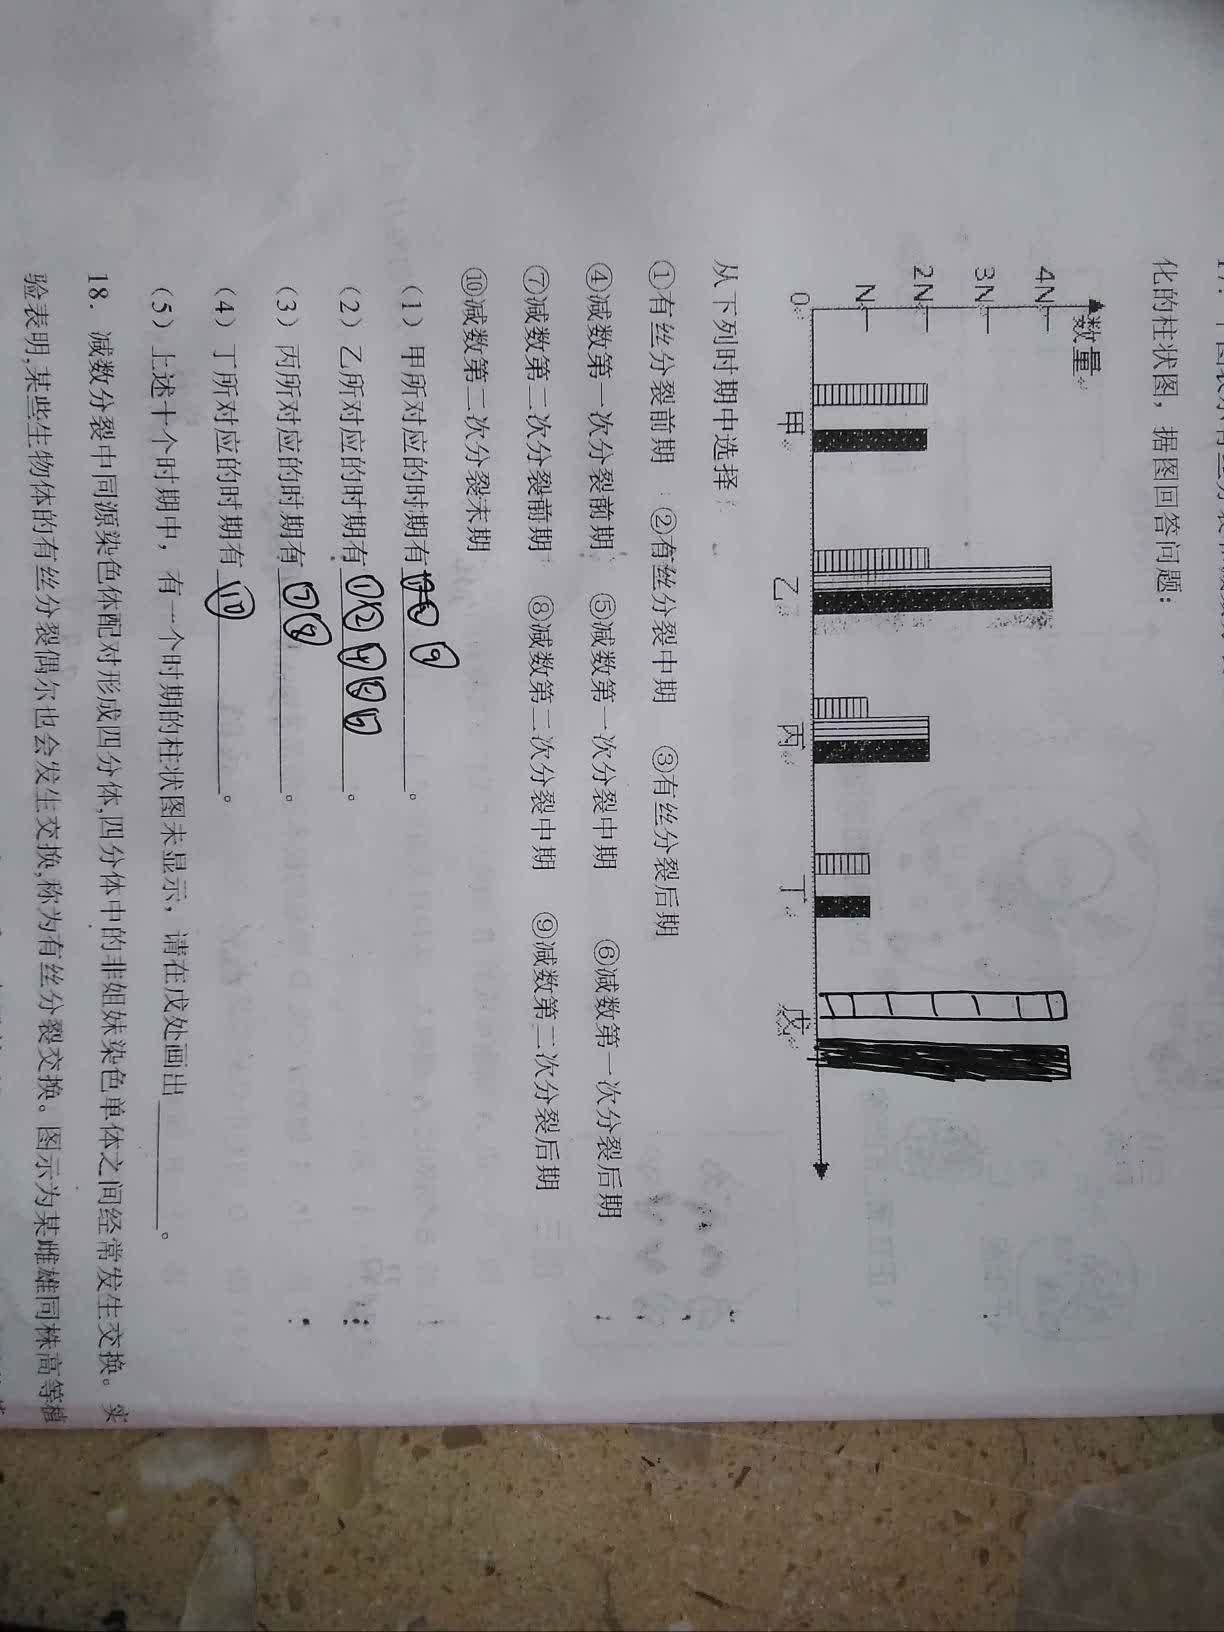 化的柱状图，据图回答问题：
数量
4N
3N
2N
N
0
甲 乙 丙 丁 戊
从下列时期中选择：
①有丝分裂前期 ②有丝分裂中期 ③有丝分裂后期
④减数第一次分裂前期 ⑤减数第一次分裂中期 ⑥减数第一次分裂后期
⑦减数第二次分裂前期 ⑧减数第二次分裂中期 ⑨减数第二次分裂后期
⑩减数第二次分裂末期
（1）甲所对应的时期有 ⑨ 。
（2）乙所对应的时期有①②④⑤⑥。
（3）丙所对应的时期有⑦⑧。
（4）丁所对应的时期有⑩。
（5）上述十个时期中，有一个时期的柱状图未显示，请在戊处画出 。
18．减数分裂中同源染色体配对形成四分体,四分体中的非姐妹染色单体之间经常发生交换。实
验表明,某些生物体的有丝分裂偶尔也会发生交换,称为有丝分裂交换。图示为某雌雄同株高等植